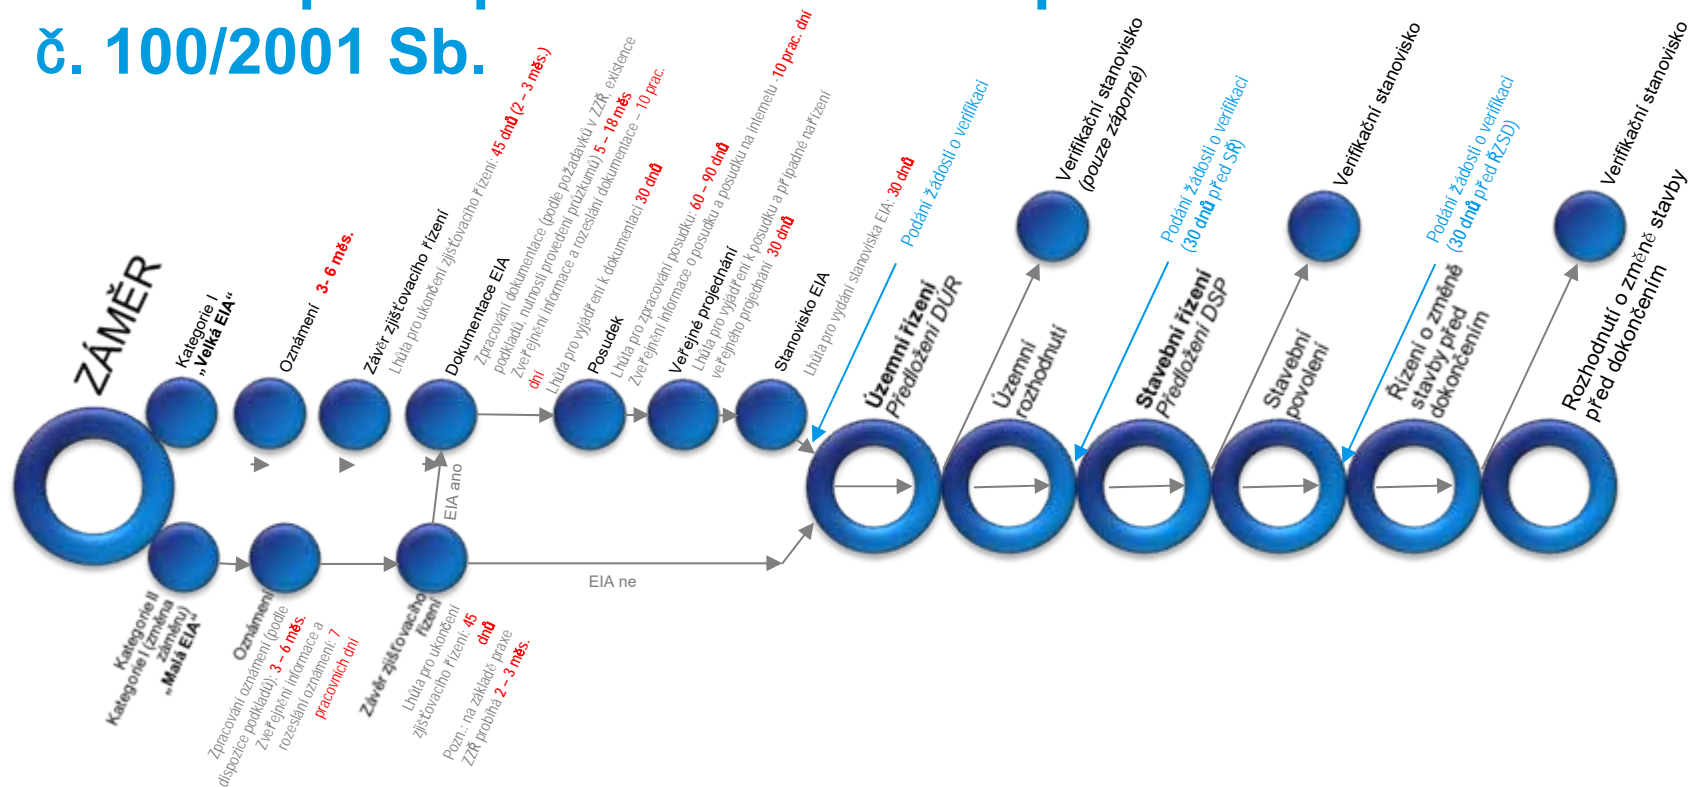 č. 100/2001 Sb.
ZÁMĚR
Kategorie I
„Velká EIA“
Oznámení 3- 6 měs.
Závěr zjišťovacího řízení
Lhůta pro ukončení zjišťovacího řízení: 45 dnů (2 – 3 měs.)
Dokumentace EIA
Zpracování dokumentace (podle požadavků v ZZŘ, existence
podkladů, nutnosti provedení průzkumů) 5 – 18 měs
Zveřejnění informace a rozeslání dokumentace – 10 prac.
dní
Lhůta pro vyjádření k dokumentaci 30 dnů
Posudek
Lhůta pro zpracování posudku: 60 – 90 dnů
Zveřejnění informace o posudku a posudku na internetu - 10 prac. dní
Veřejné projednání
Lhůta pro vyjádření k posudku a případné nařízení
veřejného projednání 30 dnů
Stanovisko EIA
Lhůta pro vydání stanoviska EIA: 30 dnů
Podání žádosti o verifikaci
Územní řízení
Předložení DUR
Verifikační stanovisko
(pouze záporné)
Územní
rozhodnutí
Podání žádosti o verifikaci
(30 dnů před SŘ)
Stavební řízení
Předložení DSP
Verifikační stanovisko
Stavební
povolení
Podání žádosti o verifikaci
(30 dnů před ŘZSD)
Řízení o změně
stavby před
dokončením
Verifikační stanovisko
Rozhodnutí o změně stavby
před dokončením
EIA ano
EIA ne
Kategorie II
Kategorie I (změna
záměru)
„Malá EIA“
Oznámení
Zpracování oznámení (podle
dispozice podkladů): 3 – 6 měs.
Zveřejnění informace a
rozeslání oznámení: 7
pracovních dní
Závěr zjišťovacího
řízení
Lhůta pro ukončení
zjišťovacího řízení: 45
dnů
Pozn.: na základě praxe
ZZŘ probíhá 2 – 3 měs.